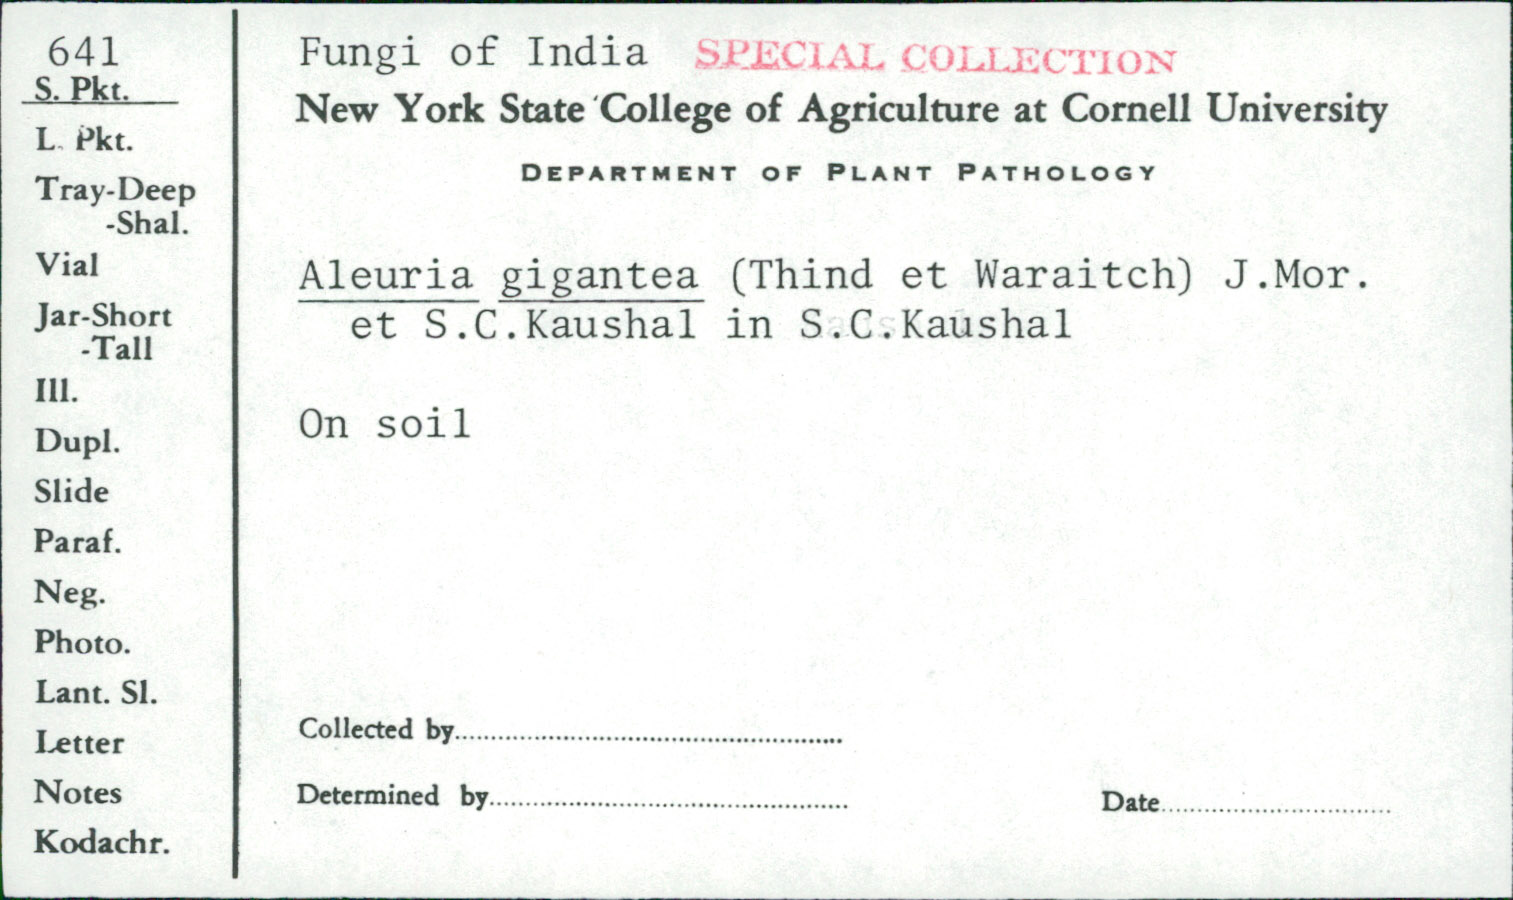 641
S. Pkt.
L. Pkt.
Tray-Deep
-Shal.
Vial
Jar-Short
-Tall
Ill.
Dupl.
Slide
Paraf.
Neg.
Photo.
Lant. Sl.
Letter
Notes
Kodachr.
Fungi of India SPECIAL COLLECTION
New York State College of Agriculture at Cornell University
DEPARTMENT OF PLANT PATHOLOGY
Aleuria gigantea (Thind et Waraitch) J.Mor.
et S.C.Kaushal in S.C.Kaushal
On soil
Collected by
Determined by
Date